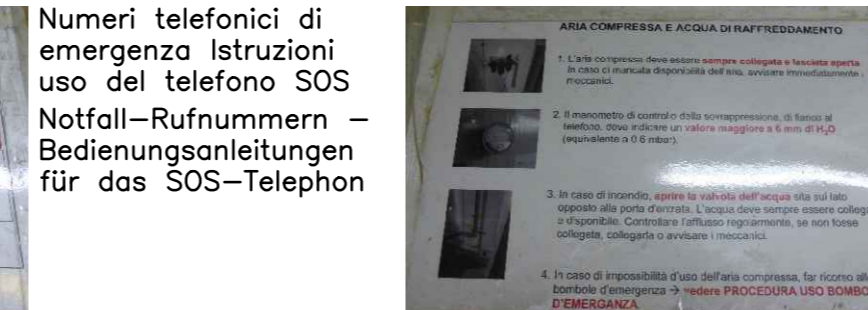 Numeri telefonici di
emergenza Istruzioni
uso del telefono SOS
Notfall–Rufnummern –
Bedienungsanleitungen
für das SOS–Telephon
ARIA COMPRESSA E ACQUA DI RAFFREDDAMENTO
1. L'aria compressa deve essere sempre collegata e lasciata aperta
In caso di mancata disponibilità dell'aria, avvisare immediatamente i
meccanici.
2. Il manometro di controllo della sovrappressione, di fianco al
telefono, deve indicare un valore maggiore a 6 mm di H₂O
(equivalente a 0.6 mbar).
3. In caso di incendio, aprire la valvola dell'acqua sita sul lato
opposto alla porta d'entrata. L'acqua deve sempre essere collega
e disponibile. Controllare l'afflusso regolarmente, se non fosse
collegata, collegarla o avvisare i meccanici.
4. In caso di impossibilità d'uso dell'aria compressa, far ricorso all
bombole d'emergenza → vedere PROCEDURA USO BOMBO
D'EMERGANZA